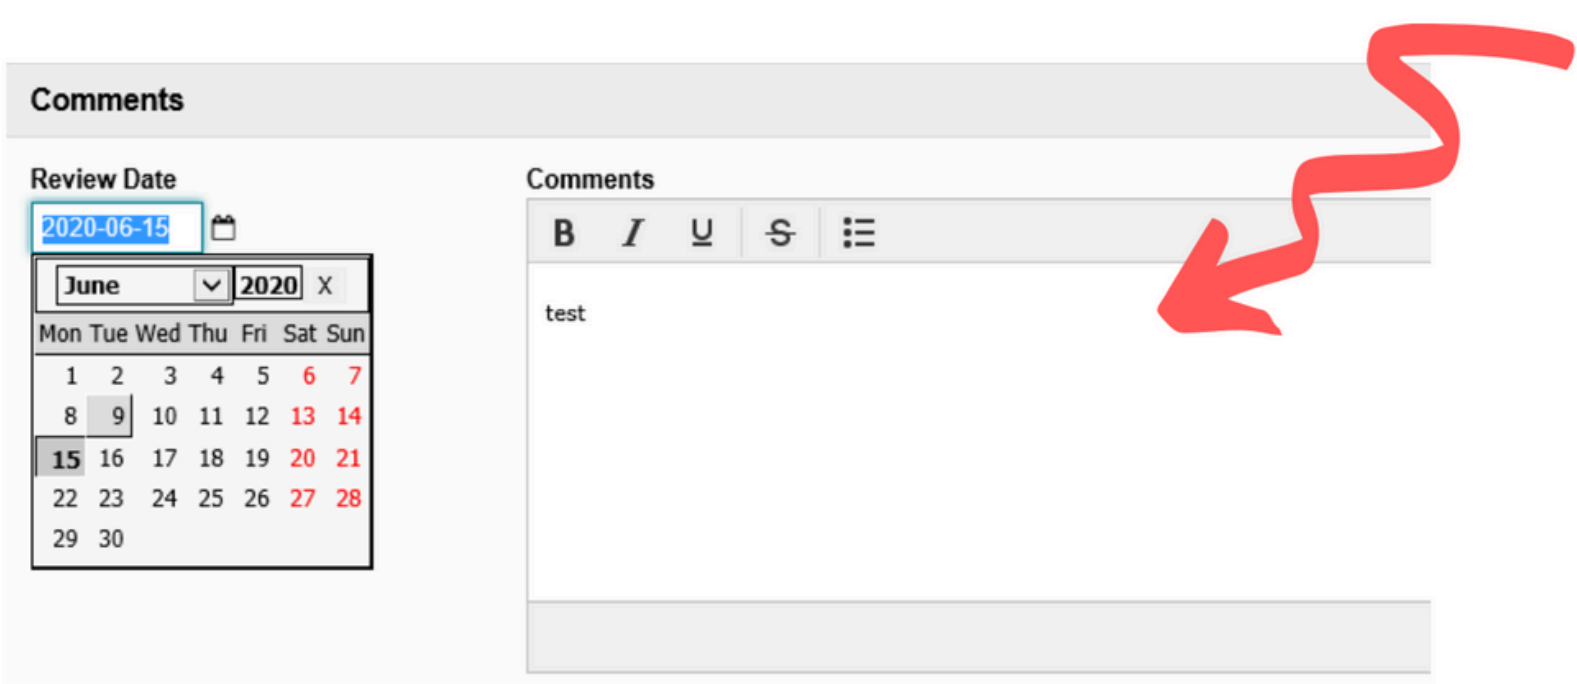 Comments
Review Date
2020-06-15
June 2020 X
Mon Tue Wed Thu Fri Sat Sun
1 2 3 4 5 6 7
8 9 10 11 12 13 14
15 16 17 18 19 20 21
22 23 24 25 26 27 28
29 30
Comments
B I U S
test